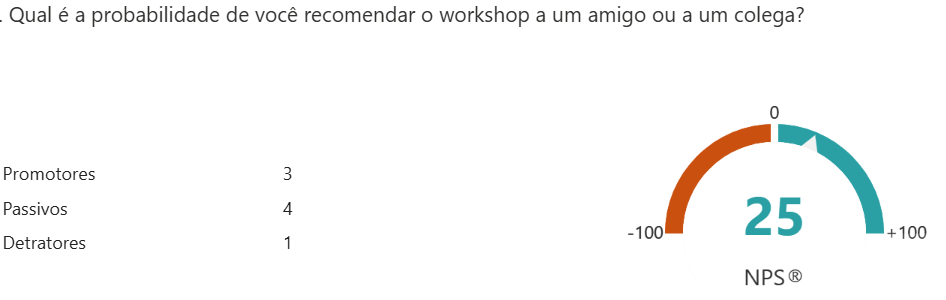 . Qual é a probabilidade de você recomendar o workshop a um amigo ou a um colega?
0
Promotores 3
Passivos 4
Detratores 1
25
-100
+100
NPS®